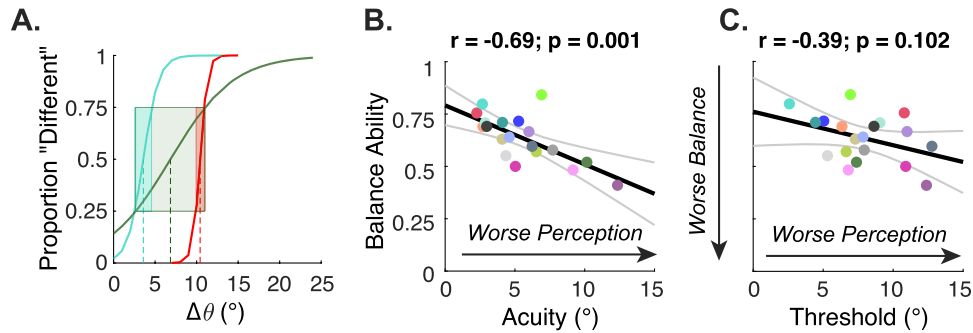 A.
Proportion "Different"
1
0.75
0.5
0.25
0
0 5 10 15 20 25
Δθ (°)
B.
r = -0.69; p = 0.001
Balance Ability
1
0.75
0.5
0.25
0
Worse Perception
0 5 10 15
Acuity (°)
C.
r = -0.39; p = 0.102
Worse Balance
Worse Perception
0 5 10 15
Threshold (°)